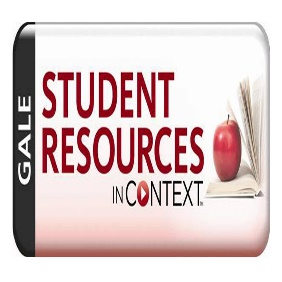 GALE
STUDENT
RESOURCES
IN CONTEXT